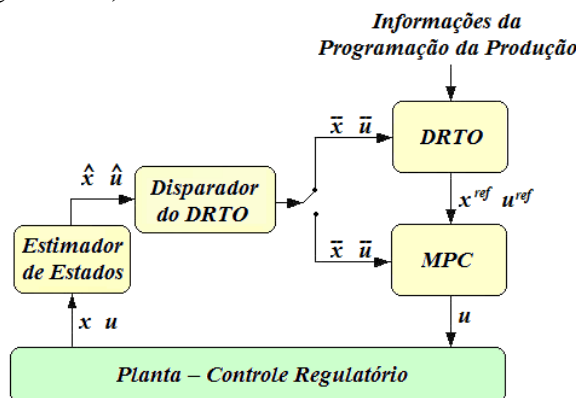 Informações da
Programação da Produção
x̄ ū
DRTO
x̂ û
Disparador
do DRTO
x^ref u^ref
Estimador
de Estados
x̄ ū
MPC
x u
u
Planta – Controle Regulatório